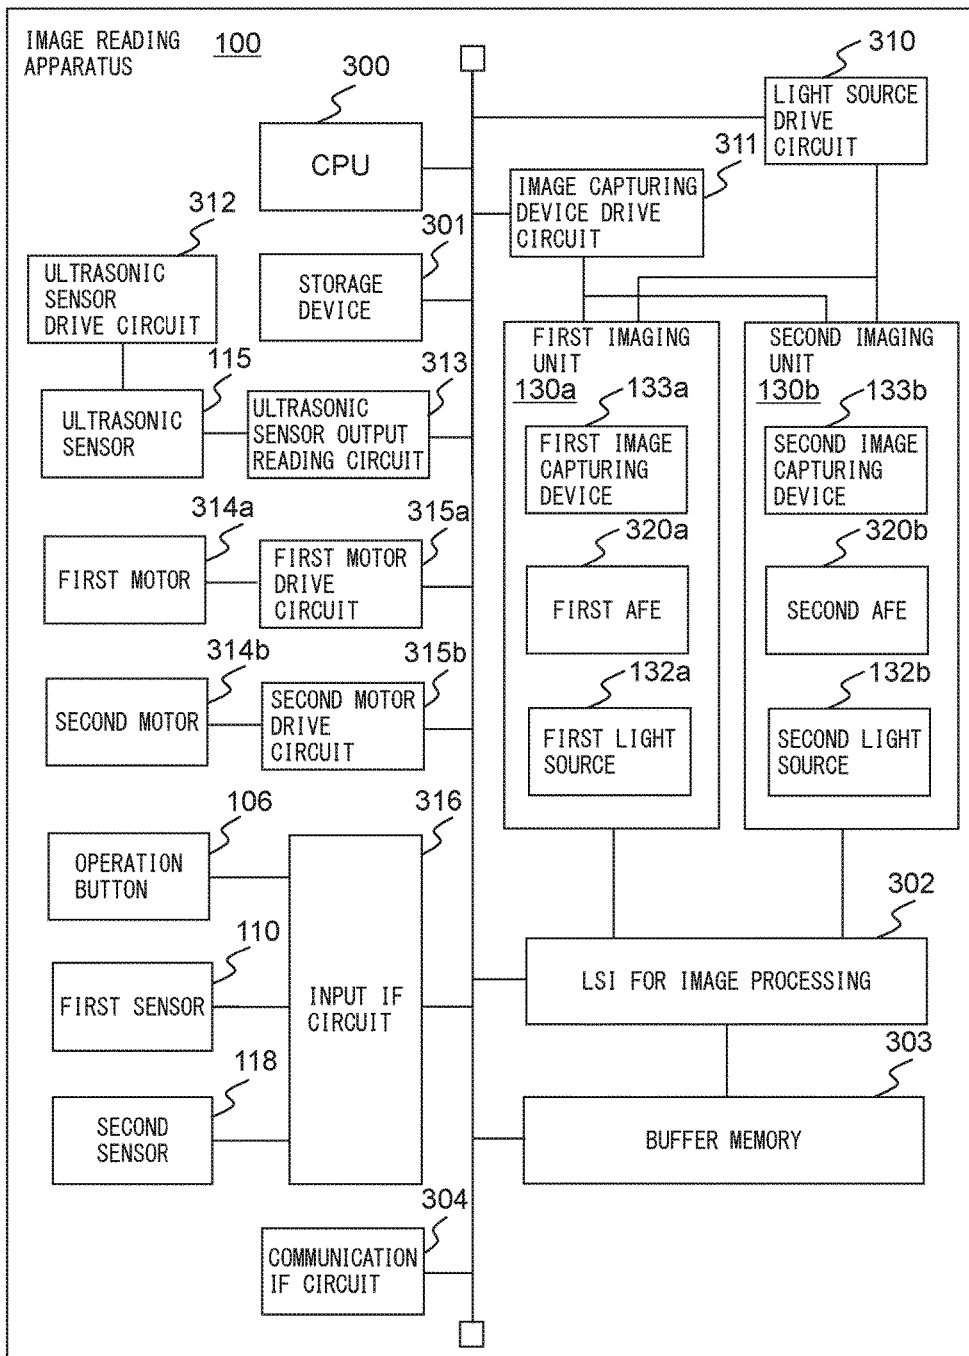 IMAGE READING 100
APPARATUS
310
LIGHT SOURCE
DRIVE
CIRCUIT
300
CPU
311
IMAGE CAPTURING
DEVICE DRIVE
CIRCUIT
312
ULTRASONIC
SENSOR
DRIVE CIRCUIT
301
STORAGE
DEVICE
115
ULTRASONIC
SENSOR
313
ULTRASONIC
SENSOR OUTPUT
READING CIRCUIT
FIRST IMAGING
UNIT
130a
133a
FIRST IMAGE
CAPTURING
DEVICE
320a
FIRST AFE
132a
FIRST LIGHT
SOURCE
SECOND IMAGING
UNIT
130b
133b
SECOND IMAGE
CAPTURING
DEVICE
320b
SECOND AFE
132b
SECOND LIGHT
SOURCE
314a
FIRST MOTOR
315a
FIRST MOTOR
DRIVE
CIRCUIT
314b
SECOND MOTOR
315b
SECOND MOTOR
DRIVE
CIRCUIT
106
OPERATION
BUTTON
316
INPUT IF
CIRCUIT
110
FIRST SENSOR
118
SECOND
SENSOR
302
LSI FOR IMAGE PROCESSING
303
BUFFER MEMORY
304
COMMUNICATION
IF CIRCUIT